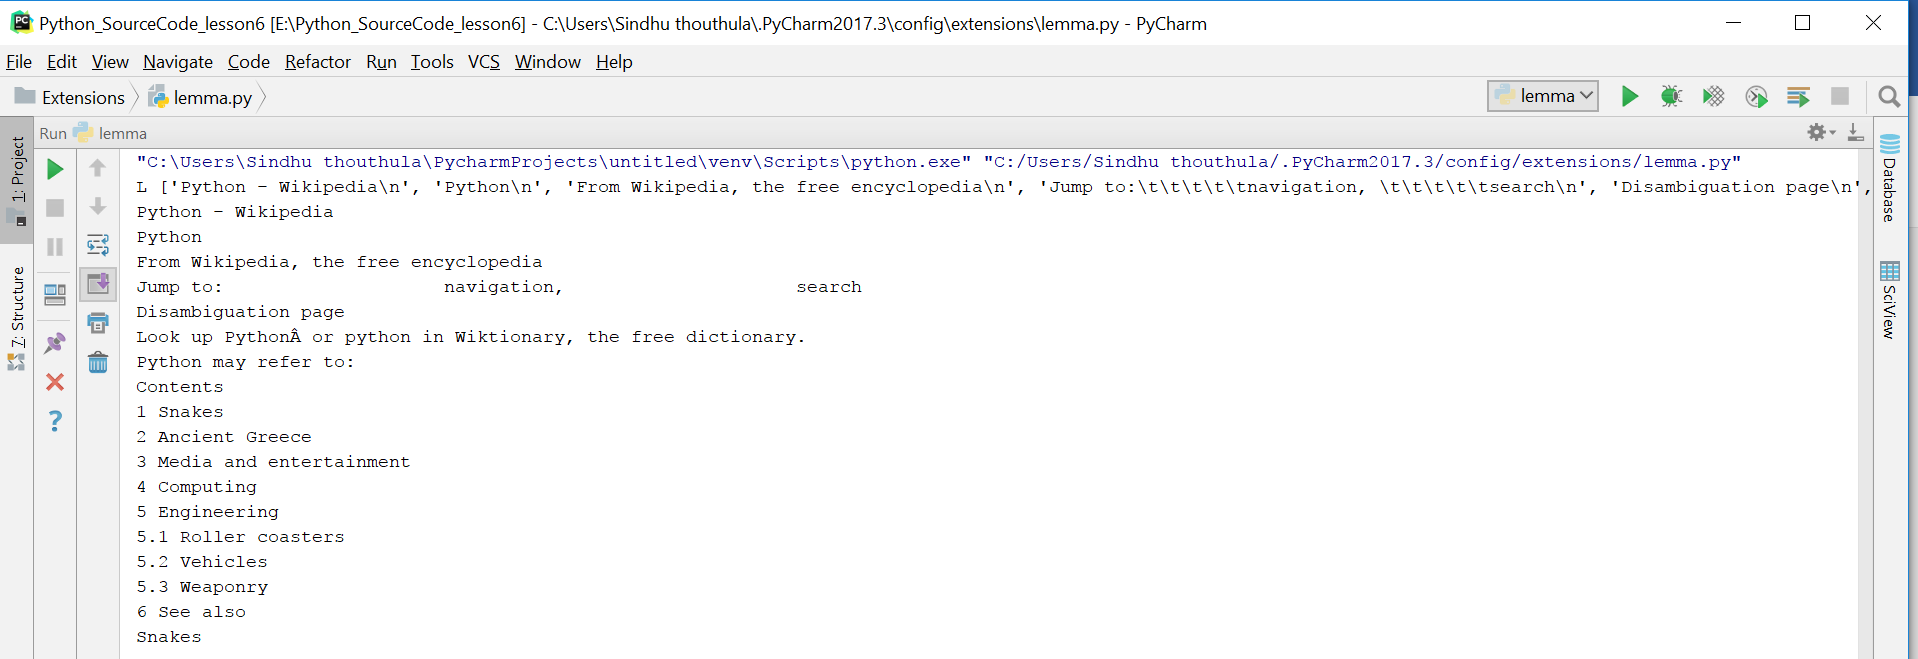 Python_SourceCode_lesson6 [E:\Python_SourceCode_lesson6] - C:\Users\Sindhu thouthula\.PyCharm2017.3\config\extensions\lemma.py - PyCharm
File Edit View Navigate Code Refactor Run Tools VCS Window Help
Extensions lemma.py lemma
Run lemma
1: Project
7: Structure
"C:\Users\Sindhu thouthula\PycharmProjects\untitled\venv\Scripts\python.exe" "C:/Users/Sindhu thouthula/.PyCharm2017.3/config/extensions/lemma.py"
L ['Python - Wikipedia\n', 'Python\n', 'From Wikipedia, the free encyclopedia\n', 'Jump to:\t\t\t\t\tnavigation, \t\t\t\t\tsearch\n', 'Disambiguation page\n',
Python - Wikipedia
Python
From Wikipedia, the free encyclopedia
Jump to: navigation, search
Disambiguation page
Look up PythonÂ or python in Wiktionary, the free dictionary.
Python may refer to:
Contents
1 Snakes
2 Ancient Greece
3 Media and entertainment
4 Computing
5 Engineering
5.1 Roller coasters
5.2 Vehicles
5.3 Weaponry
6 See also
Snakes
Database
SciView